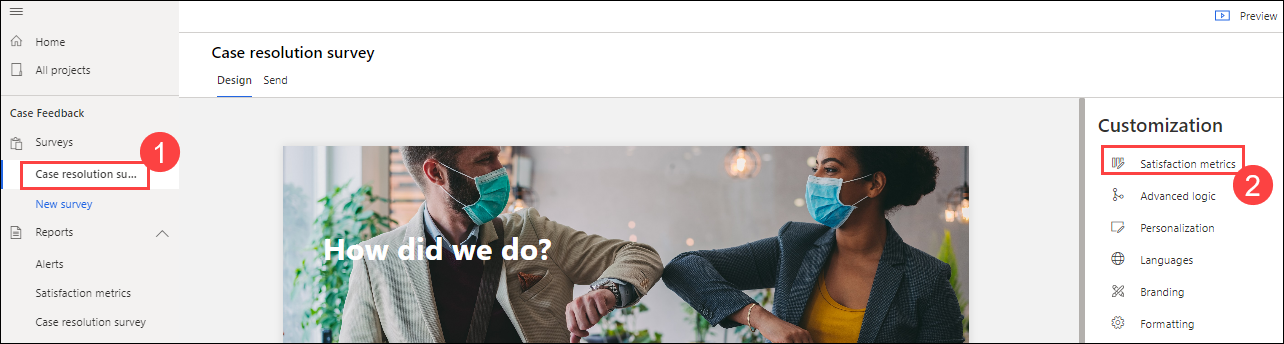 Preview
Home
All projects
Case resolution survey
Design Send
Case Feedback
Surveys
1
Case resolution su...
New survey
Reports
Alerts
Satisfaction metrics
Case resolution survey
How did we do?
Customization
Satisfaction metrics
2
Advanced logic
Personalization
Languages
Branding
Formatting